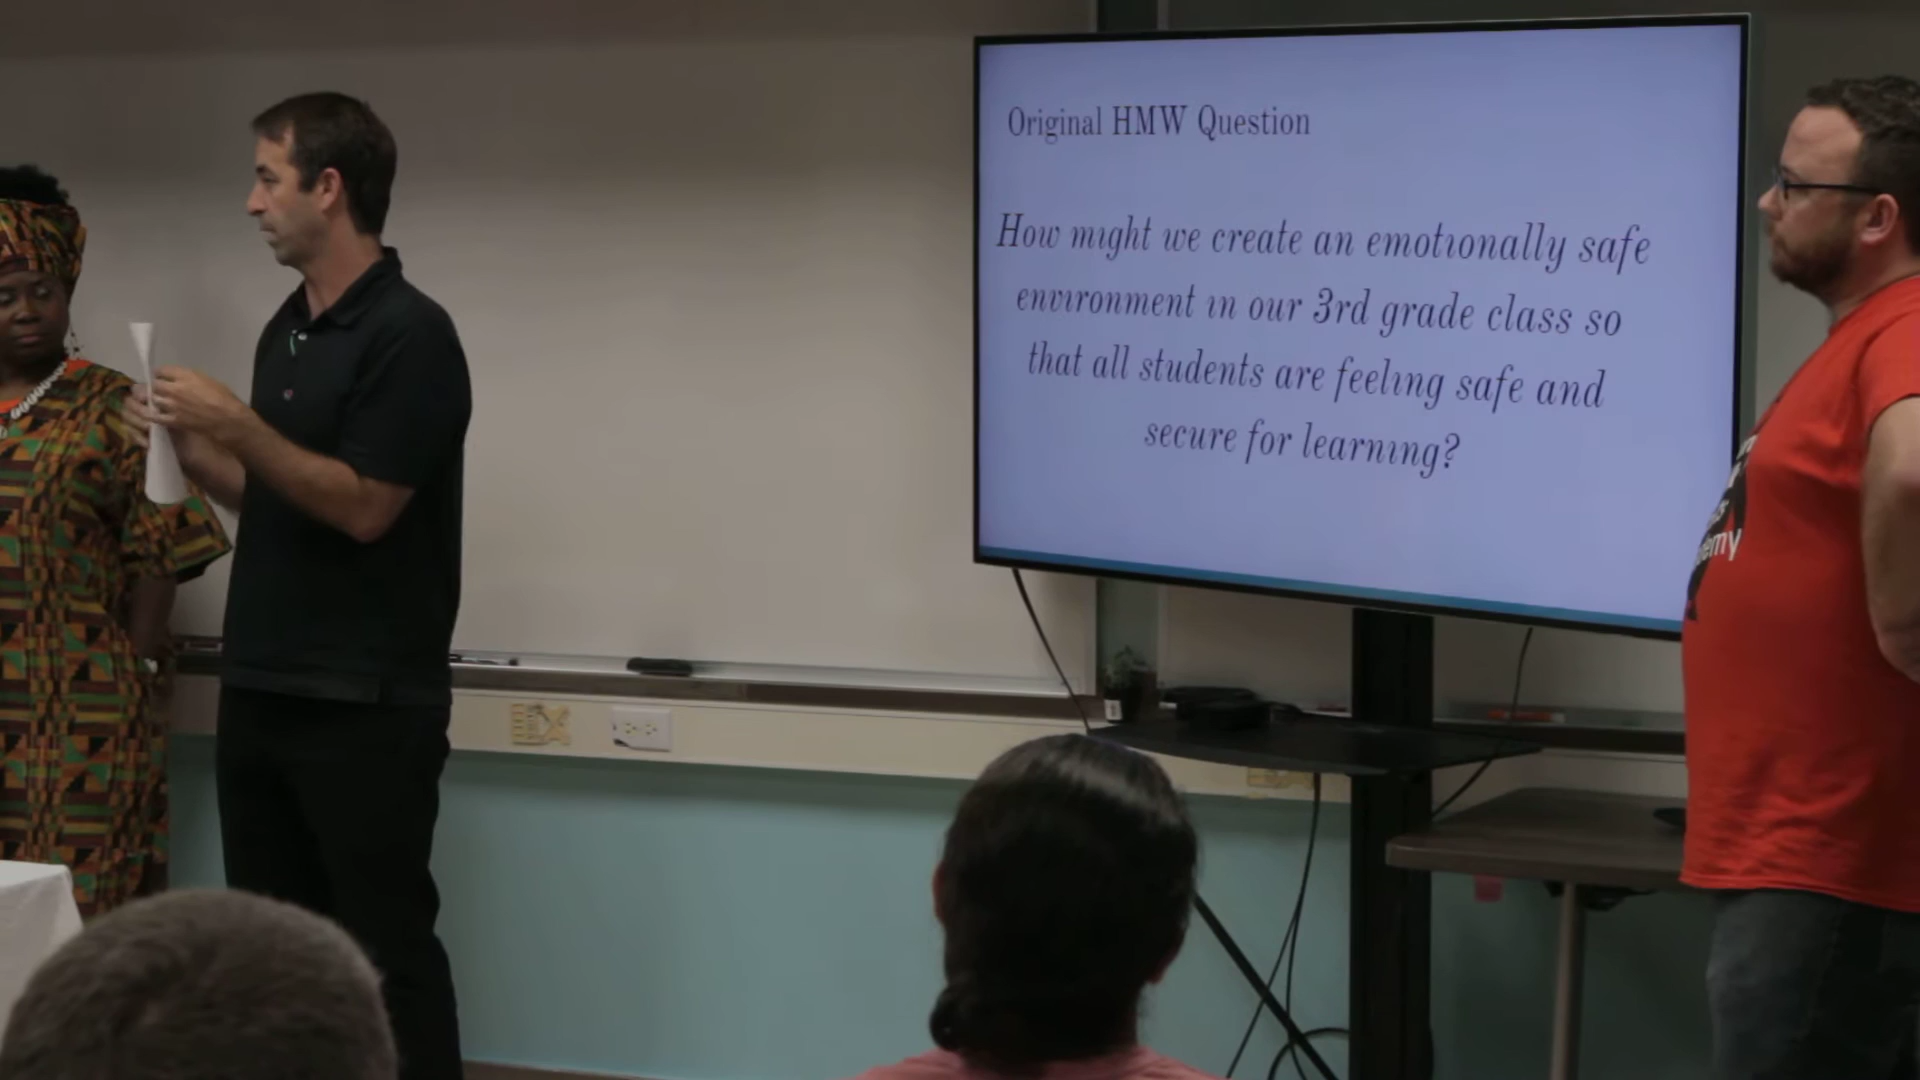 Original HMW Question
How might we create an emotionally safe
environment in our 3rd grade class so
that all students are feeling safe and
secure for learning?